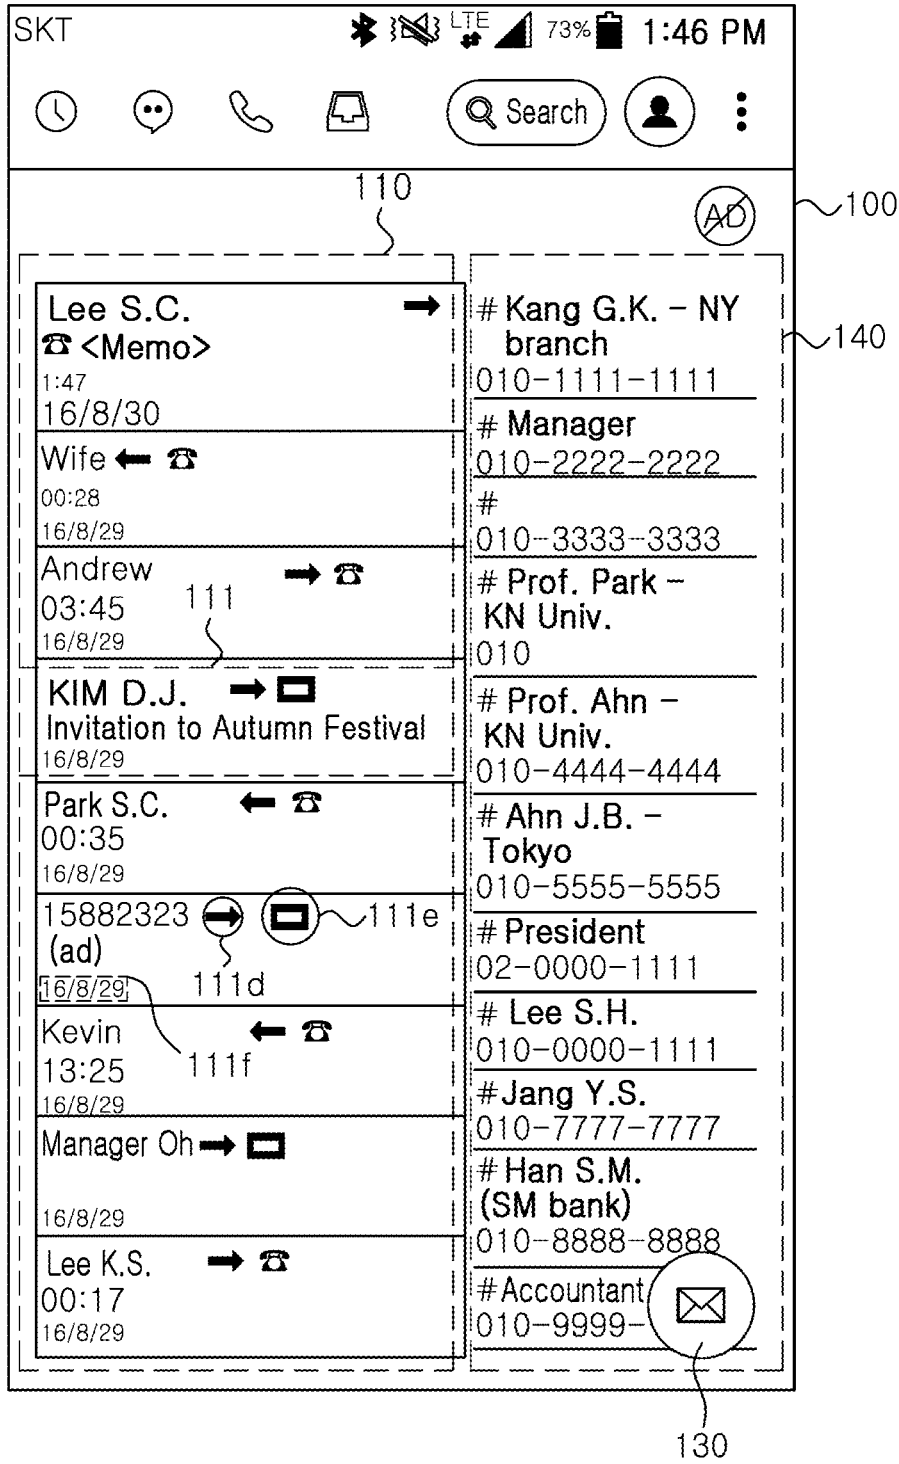 SKT LTE 73% 1:46 PM
Search
110
AD
100
Lee S.C.
<Memo>
1:47
16/8/30
Wife
00:28
16/8/29
Andrew
03:45
16/8/29
111
KIM D.J.
Invitation to Autumn Festival
16/8/29
Park S.C.
00:35
16/8/29
15882323
(ad)
16/8/29
111e
111d
Kevin
13:25
16/8/29
111f
Manager Oh
16/8/29
Lee K.S.
00:17
16/8/29
# Kang G.K. - NY
branch
010-1111-1111
140
# Manager
010-2222-2222
#
010-3333-3333
# Prof. Park -
KN Univ.
010
# Prof. Ahn -
KN Univ.
010-4444-4444
# Ahn J.B. -
Tokyo
010-5555-5555
# President
02-0000-1111
# Lee S.H.
010-0000-1111
#Jang Y.S.
010-7777-7777
# Han S.M.
(SM bank)
010-8888-8888
#Accountant
010-9999-
130